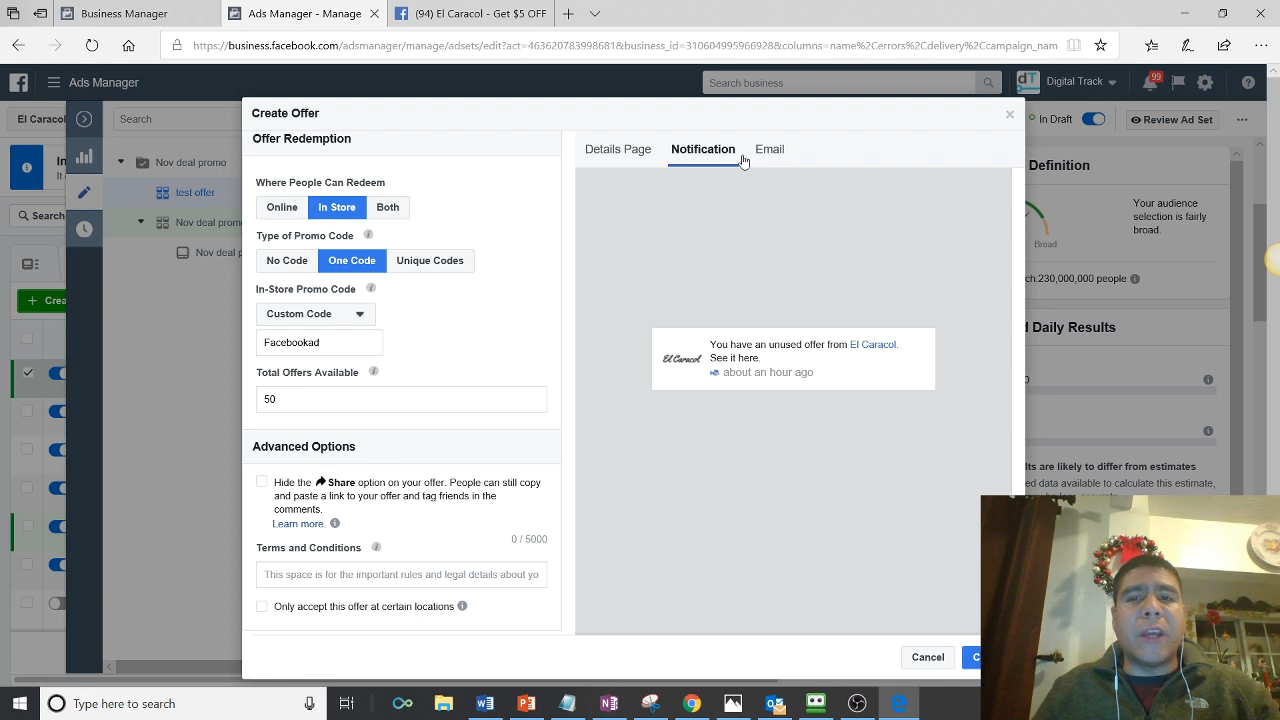 Business Manager
Ads Manager - Manage
(94) El Caracol - Get $5 OFF
https://business.facebook.com/adsmanager/manage/adsets/edit?act=463620783998681&business_id=310604995966928&columns=name%2Cerrors%2Cdelivery%2Ccampaign_nam
Ads Manager
Search business
dT
Digital Track
99
El Caracol
Search
In Draft
Review Ad Set
Create Offer
Offer Redemption
Where People Can Redeem
Online
In Store
Both
Type of Promo Code
No Code
One Code
Unique Codes
In-Store Promo Code
Custom Code
Facebookad
Total Offers Available
50
Advanced Options
Hide the Share option on your offer. People can still copy
and paste a link to your offer and tag friends in the
comments.
Learn more.
0 / 5000
Terms and Conditions
This space is for the important rules and legal details about yo
Only accept this offer at certain locations
Details Page
Notification
Email
El Caracol
You have an unused offer from El Caracol.
See it here.
about an hour ago
Cancel
C
In
Nov deal promo
test offer
Search
Nov deal prom
Nov deal p
Crea
Definition
Your audience
selection is fairly
broad.
Broad
ch:230,000,000 people
d Daily Results
0
lts are likely to differ from estimates
ed data available to calculate this estimate,
Type here to search